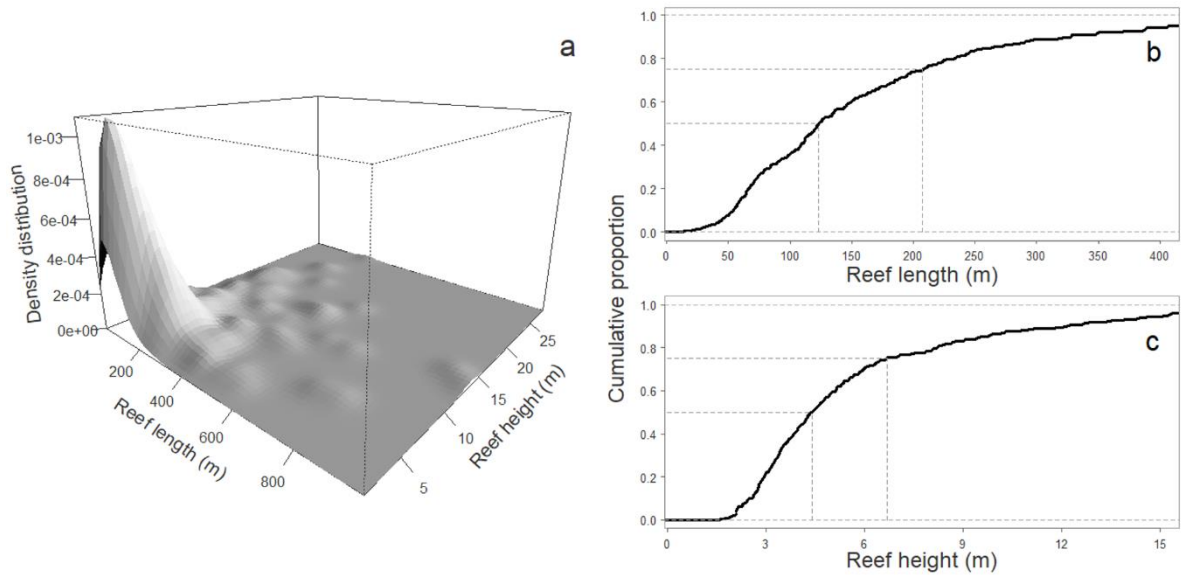 a
Density distribution
1e-03
8e-04
6e-04
4e-04
2e-04
0e+00
200
400
600
800
Reef length (m)
5
10
15
20
25
Reef height (m)
Cumulative proportion
b
1.0
0.8
0.6
0.4
0.2
0.0
0 50 100 150 200 250 300 350 400
Reef length (m)
c
1.0
0.8
0.6
0.4
0.2
0.0
0 3 6 9 12 15
Reef height (m)